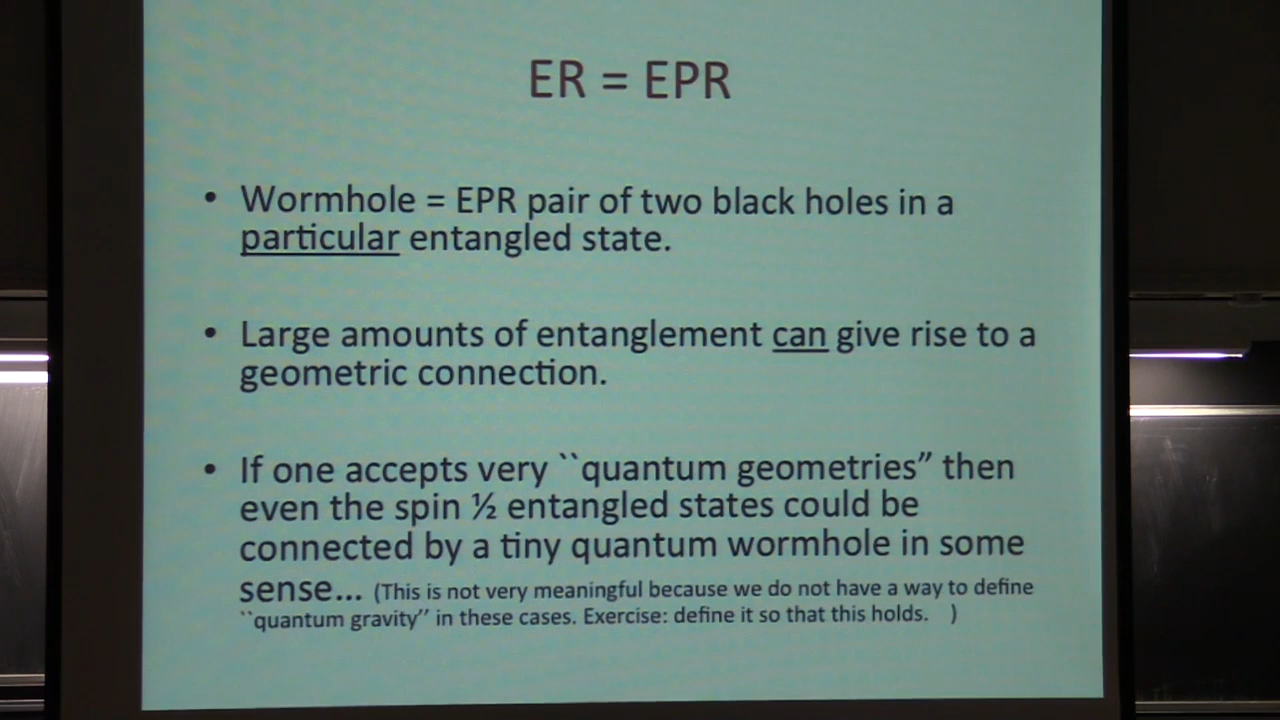 ER = EPR
• Wormhole = EPR pair of two black holes in a
particular entangled state.
• Large amounts of entanglement can give rise to a
geometric connection.
• If one accepts very ``quantum geometries” then
even the spin ½ entangled states could be
connected by a tiny quantum wormhole in some
sense... (This is not very meaningful because we do not have a way to define
``quantum gravity” in these cases. Exercise: define it so that this holds. )